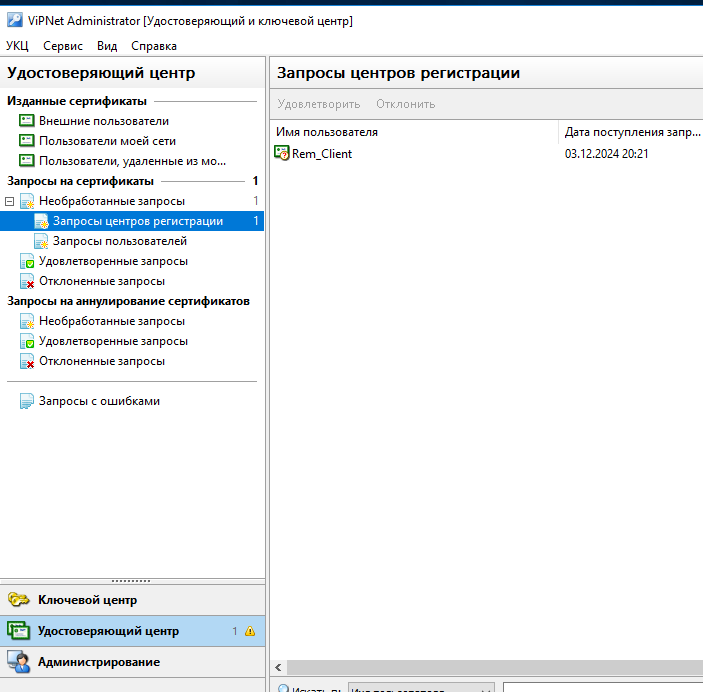 ViPNet Administrator [Удостоверяющий и ключевой центр]
УКЦ Сервис Вид Справка
Удостоверяющий центр
Изданные сертификаты
Внешние пользователи
Пользователи моей сети
Пользователи, удаленные из мо...
Запросы на сертификаты 1
Необработанные запросы 1
Запросы центров регистрации 1
Запросы пользователей
Удовлетворенные запросы
Отклоненные запросы
Запросы на аннулирование сертификатов
Необработанные запросы
Удовлетворенные запросы
Отклоненные запросы
Запросы с ошибками
Ключевой центр
Удостоверяющий центр 1
Администрирование
Запросы центров регистрации
Удовлетворить Отклонить
Имя пользователя Дата поступления запр...
Rem_Client 03.12.2024 20:21
Искать
Имя пользователя